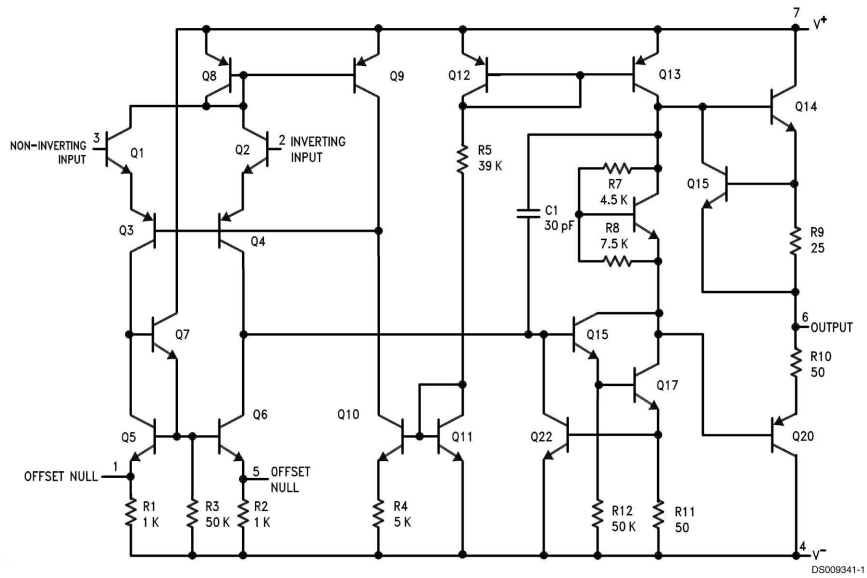 7
V+
Q8
Q9
Q12
Q13
Q14
3
NON-INVERTING
INPUT
Q1
Q2
2 INVERTING
INPUT
R5
39 K
R7
4.5 K
Q15
C1
30 pF
R8
7.5 K
R9
25
Q3
Q4
6
OUTPUT
Q7
Q15
R10
50
Q5
Q6
Q10
Q11
Q22
Q17
Q20
OFFSET NULL
1
5 OFFSET
NULL
R1
1 K
R3
50 K
R2
1 K
R4
5 K
R12
50 K
R11
50
4
V-
DS009341-1